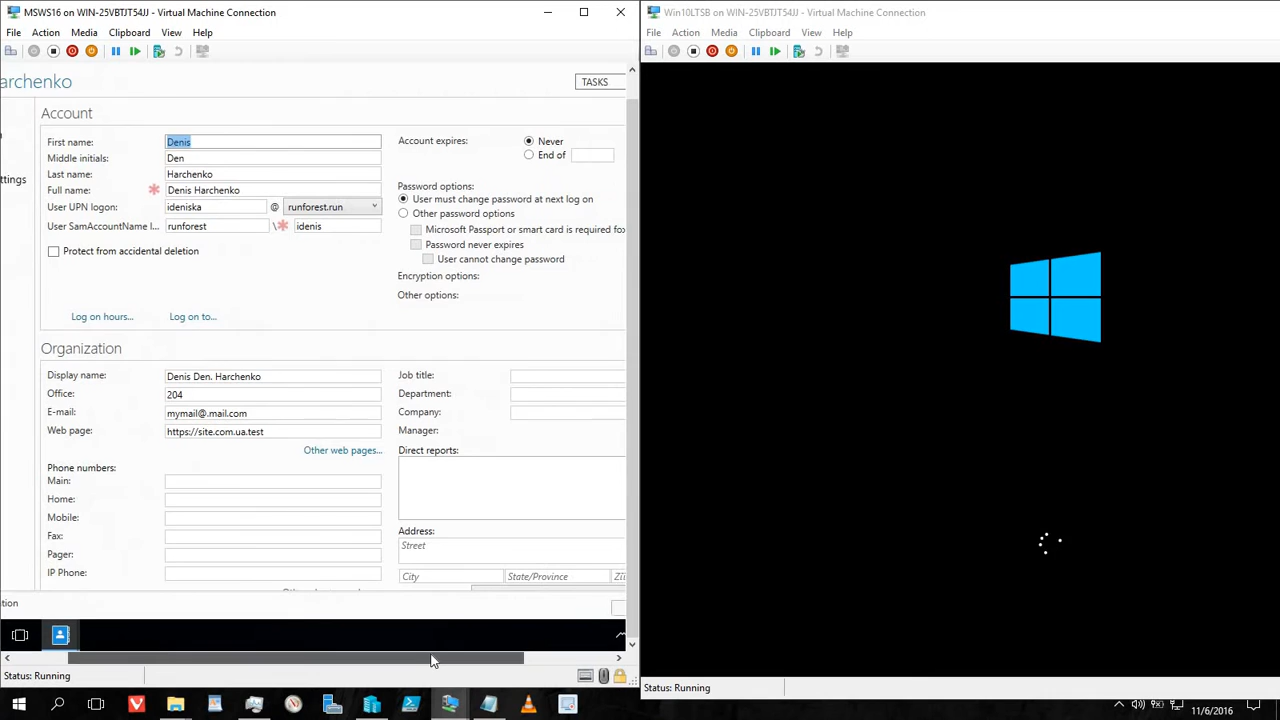 MSWS16 on WIN-25VBTJT54JJ - Virtual Machine Connection
File Action Media Clipboard View Help
archenko
TASKS
Account
First name: Denis
Middle initials: Den
Last name: Harchenko
Full name: * Denis Harchenko
User UPN logon: ideniska @ runforest.run
User SamAccountName l... runforest \* idenis
Protect from accidental deletion
Log on hours... Log on to...
Account expires: Never
End of
Password options:
User must change password at next log on
Other password options
Microsoft Passport or smart card is required fo
Password never expires
User cannot change password
Encryption options:
Other options:
ttings
Organization
Display name: Denis Den. Harchenko
Office: 204
E-mail: mymail@.mail.com
Web page: https://site.com.ua.test
Other web pages...
Phone numbers:
Main:
Home:
Mobile:
Fax:
Pager:
IP Phone:
Job title:
Department:
Company:
Manager:
Direct reports:
Address:
Street
City State/Province
tion
Status: Running
Win10LTSB on WIN-25VBTJT54JJ - Virtual Machine Connection
File Action Media Clipboard View Help
Status: Running
11/6/2016